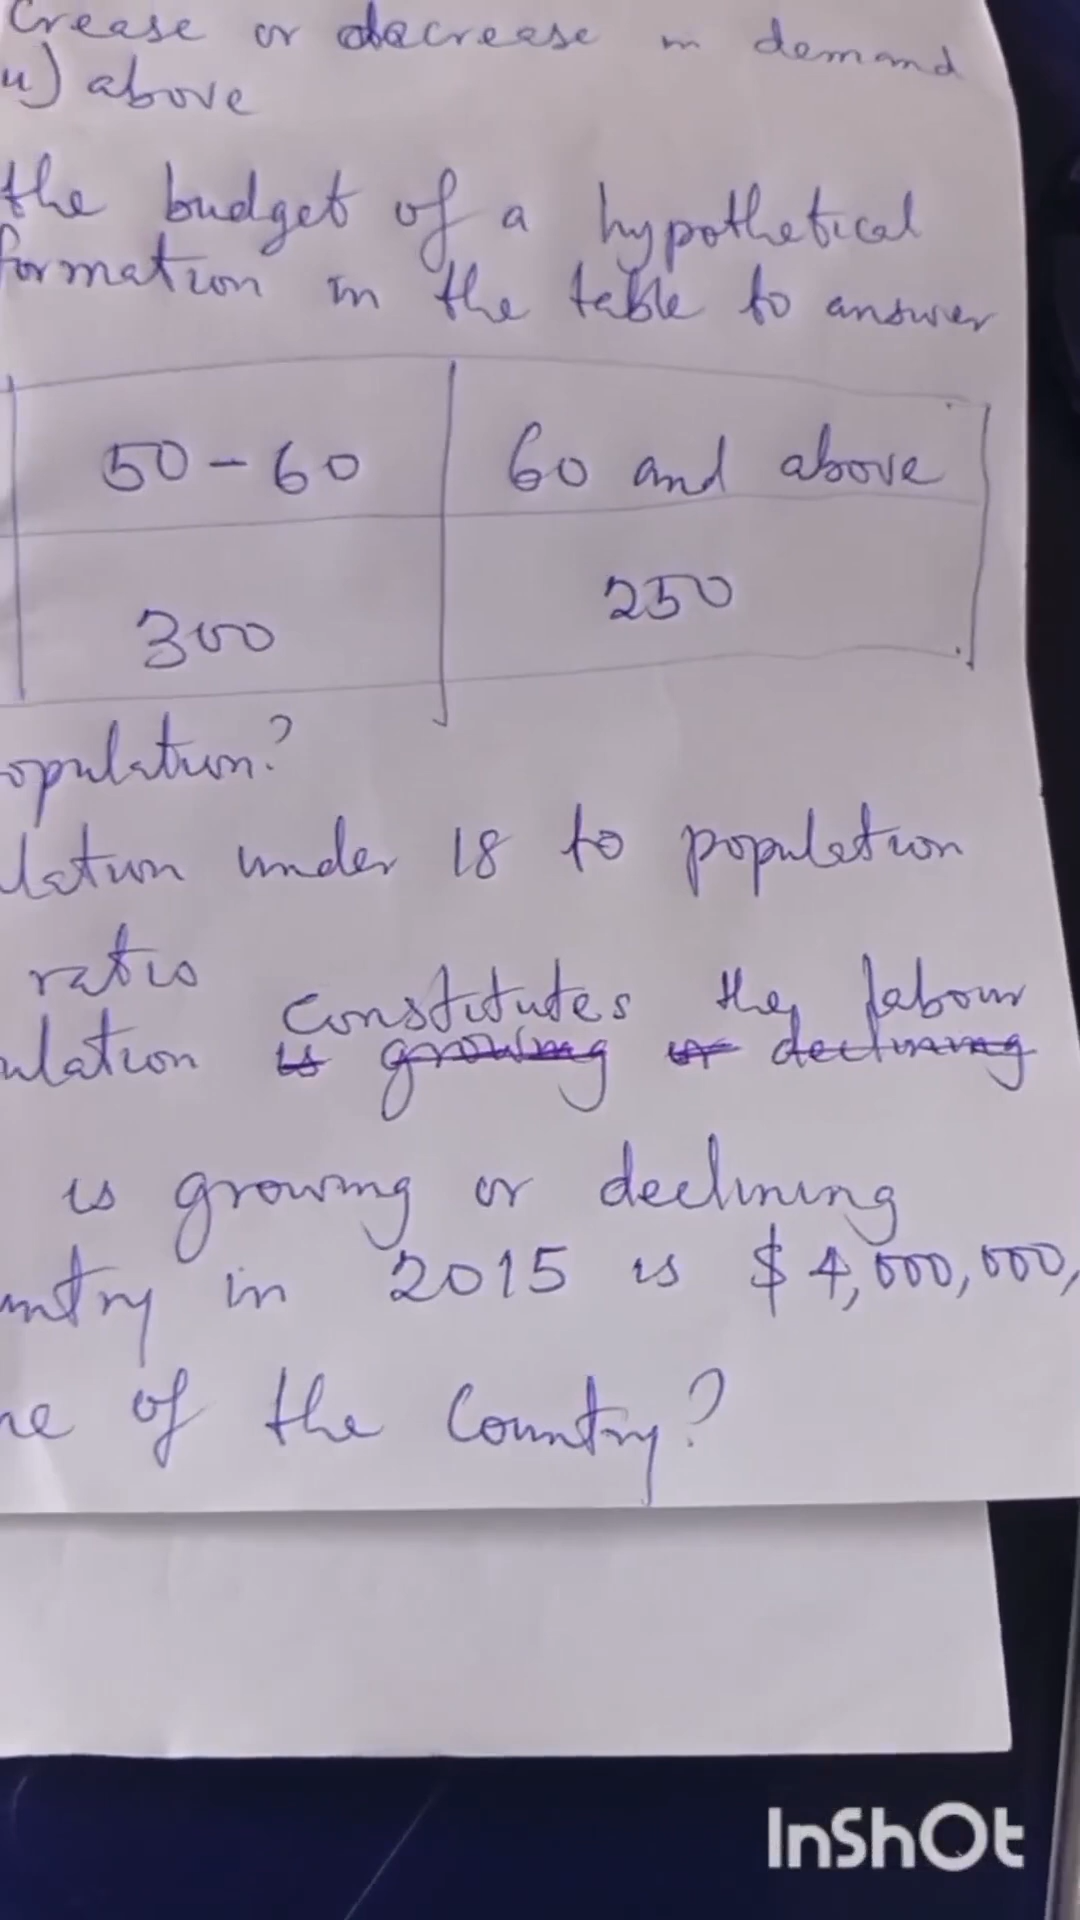 crease or decrease in demand
u) above
the budget of a hypothetical
formation in the table to answer
50-60 60 and above
300 250
opulation?
lation under 18 to population
ratio
constitutes the labour
ulation is growing or declining
is growing or declining
untry in 2015 is $4,000,000,
ne of the Country?
InShOt